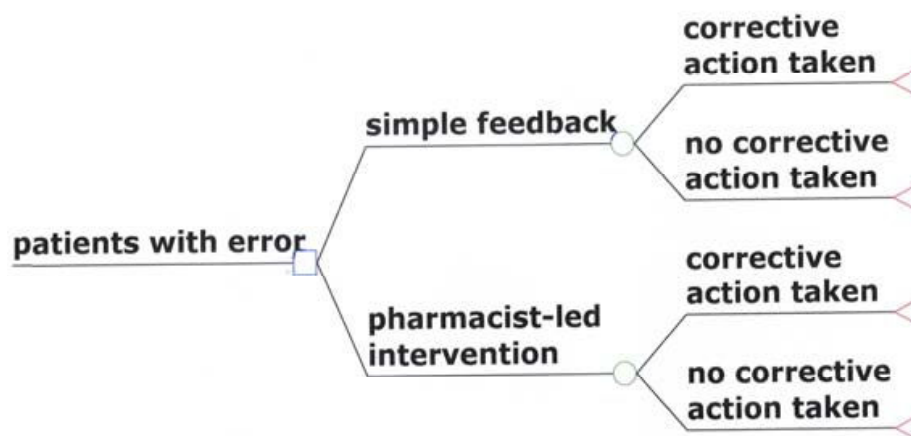 corrective
action taken
simple feedback
no corrective
action taken
patients with error
corrective
action taken
pharmacist-led
intervention
no corrective
action taken